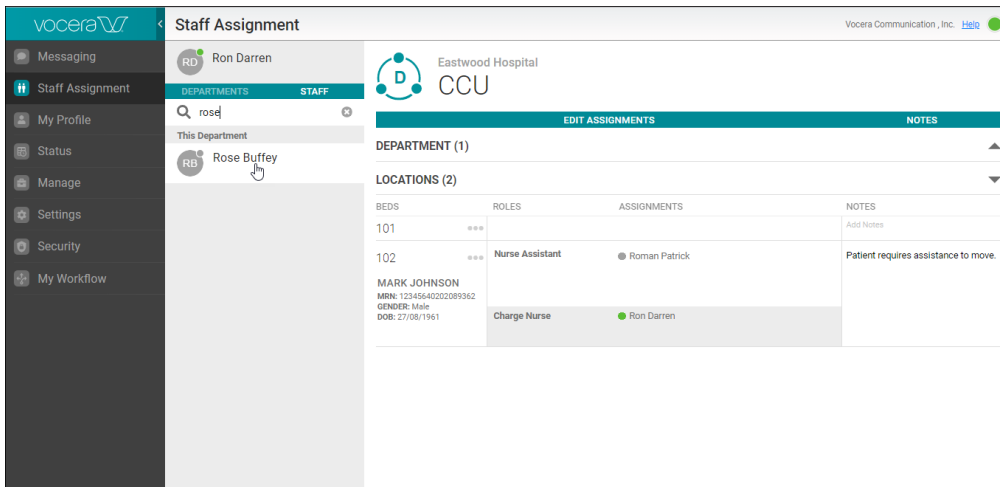 vocera
Messaging
Staff Assignment
My Profile
Status
Manage
Settings
Security
My Workflow
Staff Assignment
Vocera Communication , Inc. Help
RD Ron Darren
DEPARTMENTS STAFF
rose
This Department
RB Rose Buffey
D
Eastwood Hospital
CCU
EDIT ASSIGNMENTS NOTES
DEPARTMENT (1)
LOCATIONS (2)
BEDS ROLES ASSIGNMENTS NOTES
101 Add Notes
102 Nurse Assistant Roman Patrick Patient requires assistance to move.
MARK JOHNSON
MRN: 12345640202089362
GENDER: Male
DOB: 27/08/1961
Charge Nurse Ron Darren